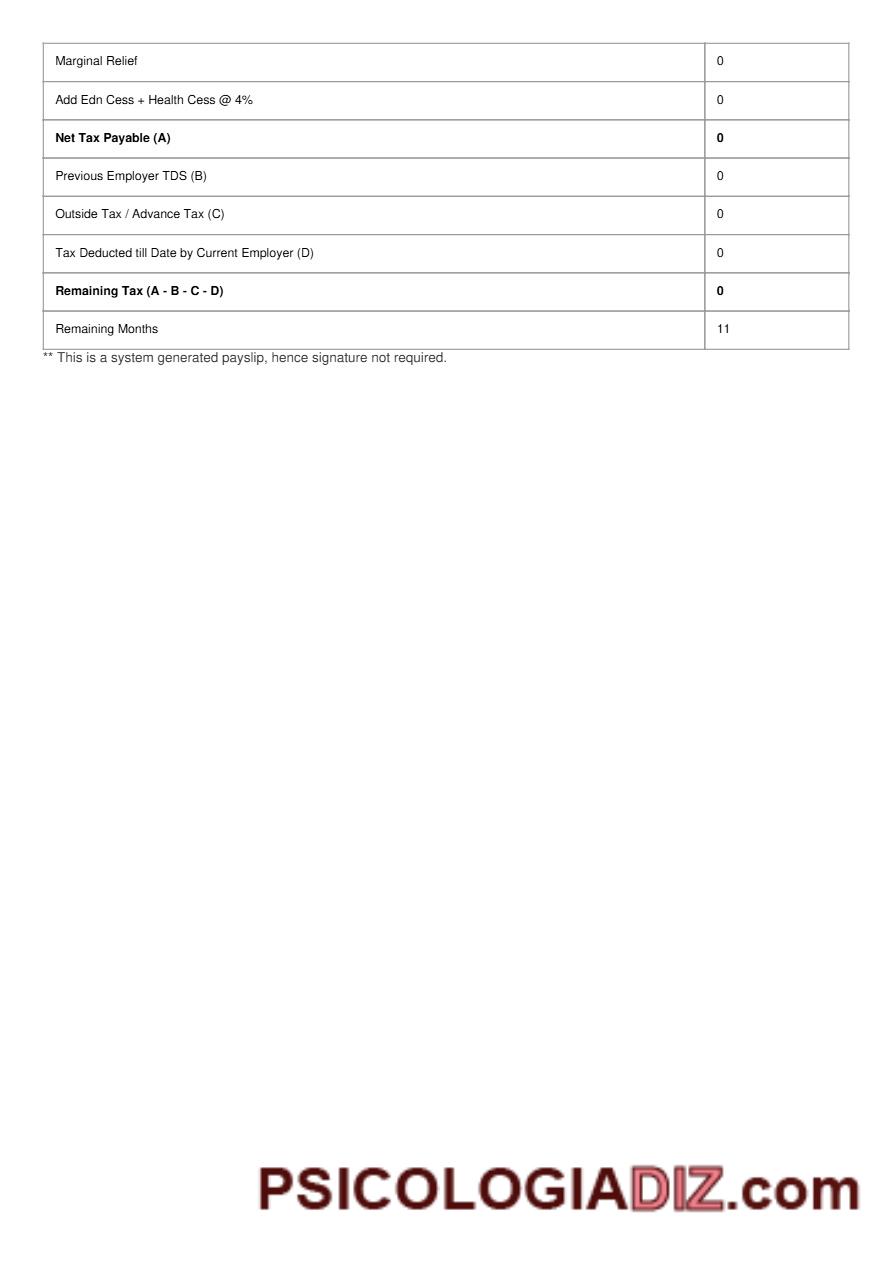 Marginal Relief 0
Add Edn Cess + Health Cess @ 4% 0
Net Tax Payable (A) 0
Previous Employer TDS (B) 0
Outside Tax / Advance Tax (C) 0
Tax Deducted till Date by Current Employer (D) 0
Remaining Tax (A - B - C - D) 0
Remaining Months 11
** This is a system generated payslip, hence signature not required.
PSICOLOGIADIZ.com